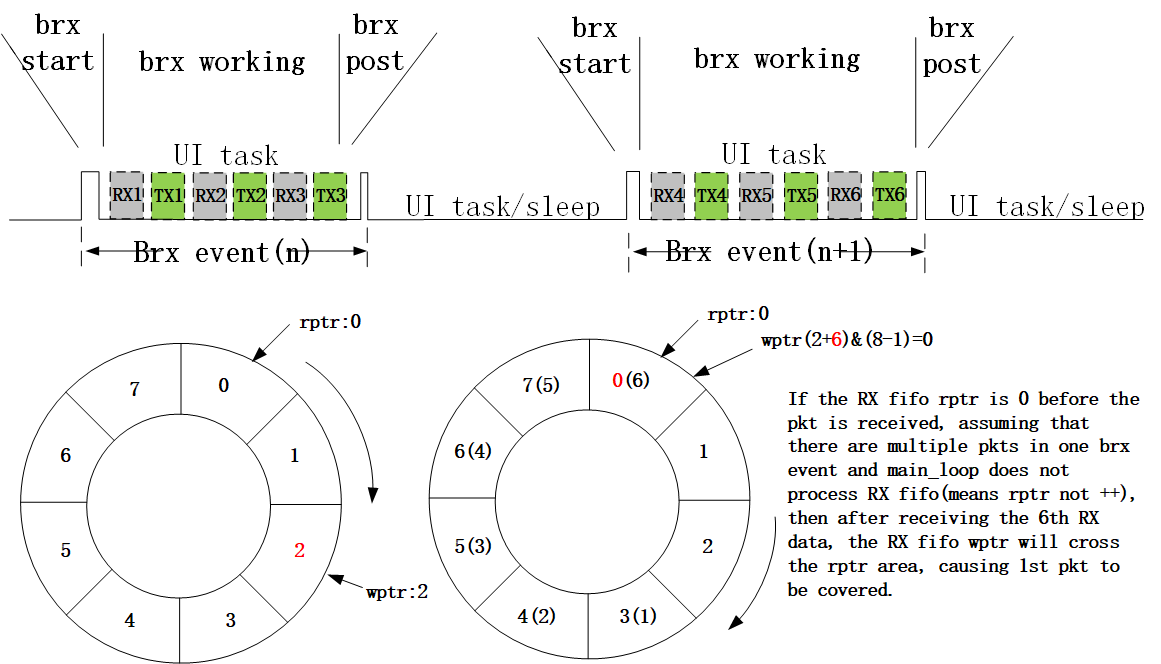 brx start
brx working
brx post
brx start
brx working
brx post
UI task
RX1 TX1 RX2 TX2 RX3 TX3
UI task/sleep
Brx event(n)
UI task
RX4 TX4 RX5 TX5 RX6 TX6
UI task/sleep
Brx event(n+1)
rptr:0
7
0
6
1
5
2
4
3
wptr:2
rptr:0
wptr(2+6)&(8-1)=0
7(5)
0(6)
6(4)
1
5(3)
2
4(2)
3(1)
If the RX fifo rptr is 0 before the
pkt is received, assuming that
there are multiple pkts in one brx
event and main_loop does not
process RX fifo(means rptr not ++),
then after receiving the 6th RX
data, the RX fifo wptr will cross
the rptr area, causing 1st pkt to
be covered.